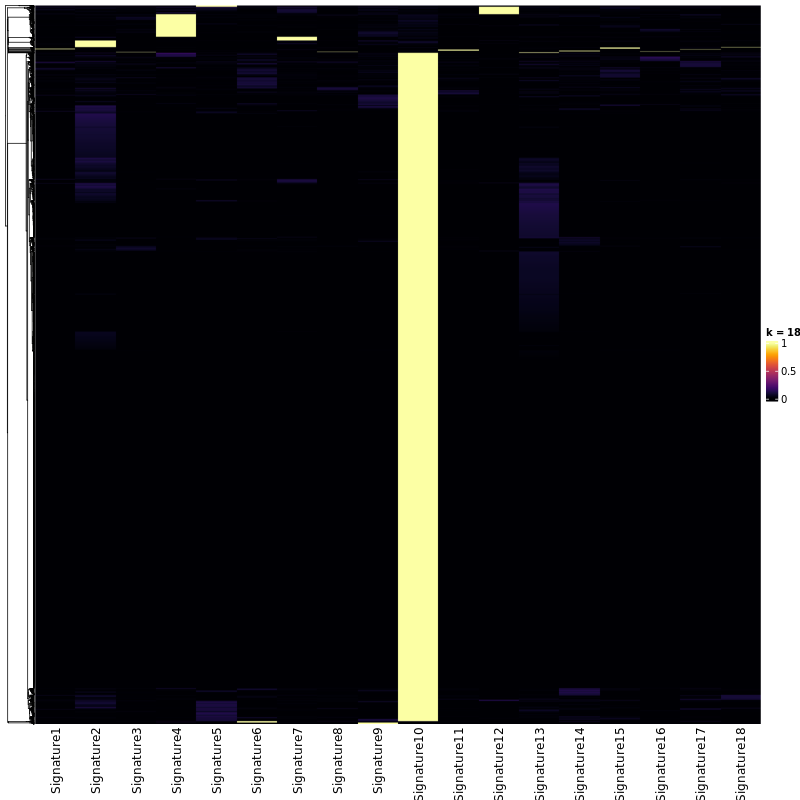 k = 18
1
0.5
0
Signature1
Signature2
Signature3
Signature4
Signature5
Signature6
Signature7
Signature8
Signature9
Signature10
Signature11
Signature12
Signature13
Signature14
Signature15
Signature16
Signature17
Signature18